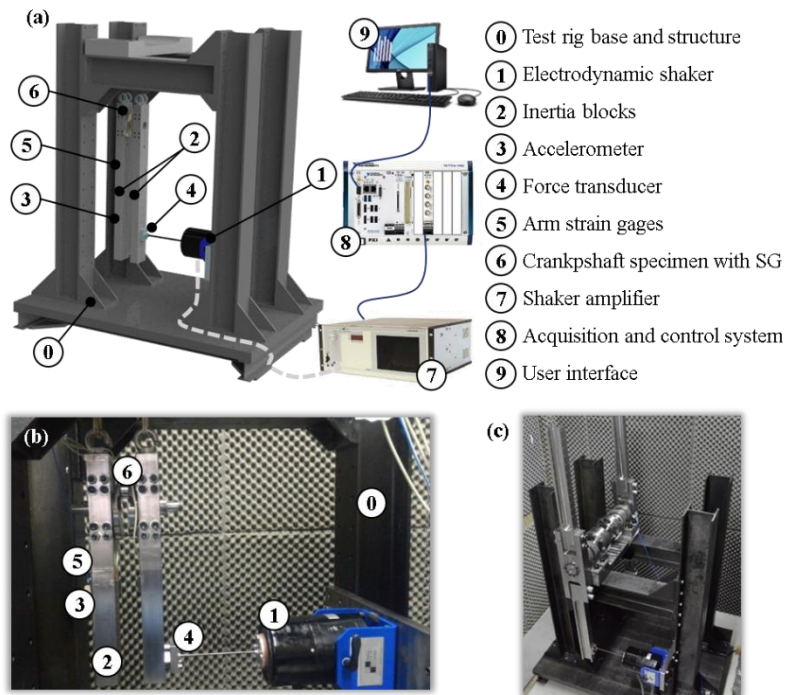 (a)
0 Test rig base and structure
1 Electrodynamic shaker
2 Inertia blocks
3 Accelerometer
4 Force transducer
5 Arm strain gages
6 Crankpshaft specimen with SG
7 Shaker amplifier
8 Acquisition and control system
9 User interface
9
6
2
5
4
1
3
8
0
7
PXI
(b)
6
0
5
3
1
4
2
(c)